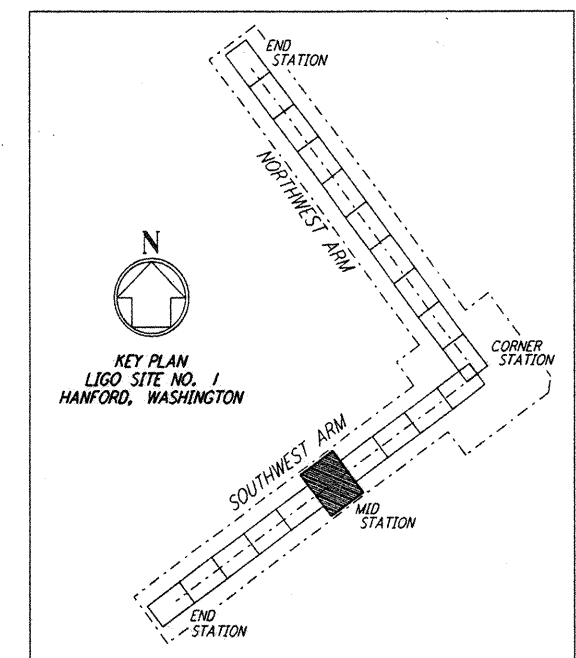 END
STATION
NORTHWEST ARM
N
KEY PLAN
LIGO SITE NO. 1
HANFORD, WASHINGTON
CORNER
STATION
SOUTHWEST ARM
MID
STATION
END
STATION